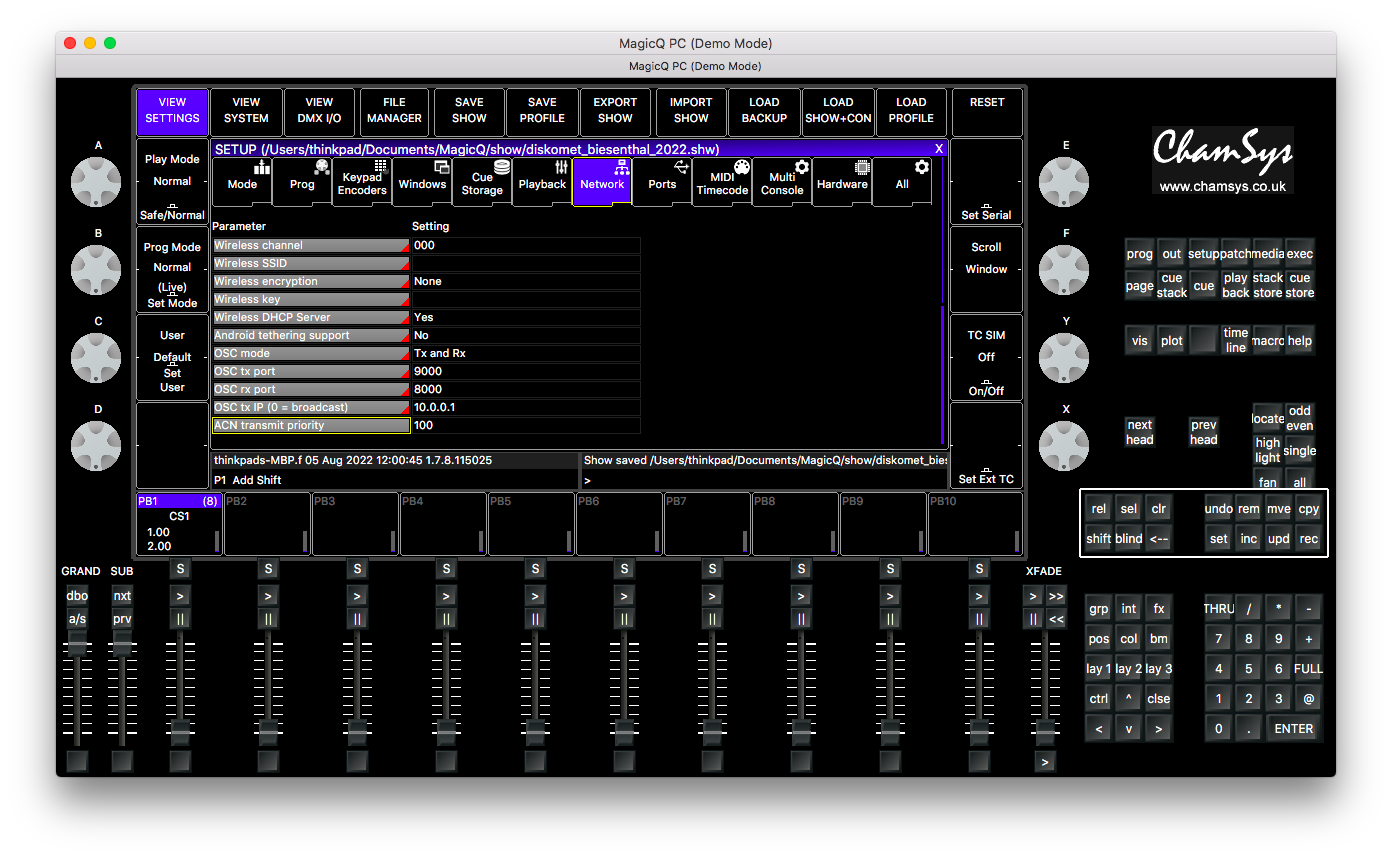 MagicQ PC (Demo Mode)
MagicQ PC (Demo Mode)
VIEW SETTINGS
VIEW SYSTEM
VIEW DMX I/O
FILE MANAGER
SAVE SHOW
SAVE PROFILE
EXPORT SHOW
IMPORT SHOW
LOAD BACKUP
LOAD SHOW+CON
LOAD PROFILE
RESET
A
Play Mode
Normal
Safe/Normal
B
Prog Mode
Normal
(Live)
Set Mode
C
User
Default
Set
User
D
SETUP (/Users/thinkpad/Documents/MagicQ/show/diskomet_biesenthal_2022.shw) X
Mode
Prog
Keypad Encoders
Windows
Cue Storage
Playback
Network
Ports
MIDI Timecode
Multi Console
Hardware
All
Parameter Setting
Wireless channel 000
Wireless SSID
Wireless encryption None
Wireless key
Wireless DHCP Server Yes
Android tethering support No
OSC mode Tx and Rx
OSC tx port 9000
OSC rx port 8000
OSC tx IP (0 = broadcast) 10.0.0.1
ACN transmit priority 100
thinkpads-MBP.f 05 Aug 2022 12:00:45 1.7.8.115025
Show saved /Users/thinkpad/Documents/MagicQ/show/diskomet_bies
P1 Add Shift
>
E
Set Serial
F
Scroll
Window
Y
TC SIM
Off
On/Off
X
Set Ext TC
ChamSys
www.chamsys.co.uk
prog out setup patch media exec
page cue stack cue play back stack store cue store
vis plot time line macro help
next head prev head locate odd even
high light single
fan all
rel sel clr undo rem mve cpy
shift blind <-- set inc upd rec
PB1 (8) PB2 PB3 PB4 PB5 PB6 PB7 PB8 PB9 PB10
CS1
1.00
2.00
GRAND SUB S S S S S S S S S S XFADE
dbo nxt > > > > > > > > > > > >>
a/s prv || || || || || || || || || || || <<
>
grp int fx THRU / * -
pos col bm 7 8 9 +
lay 1 lay 2 lay 3 4 5 6 FULL
ctrl ^ clse 1 2 3 @
< v > 0 . ENTER